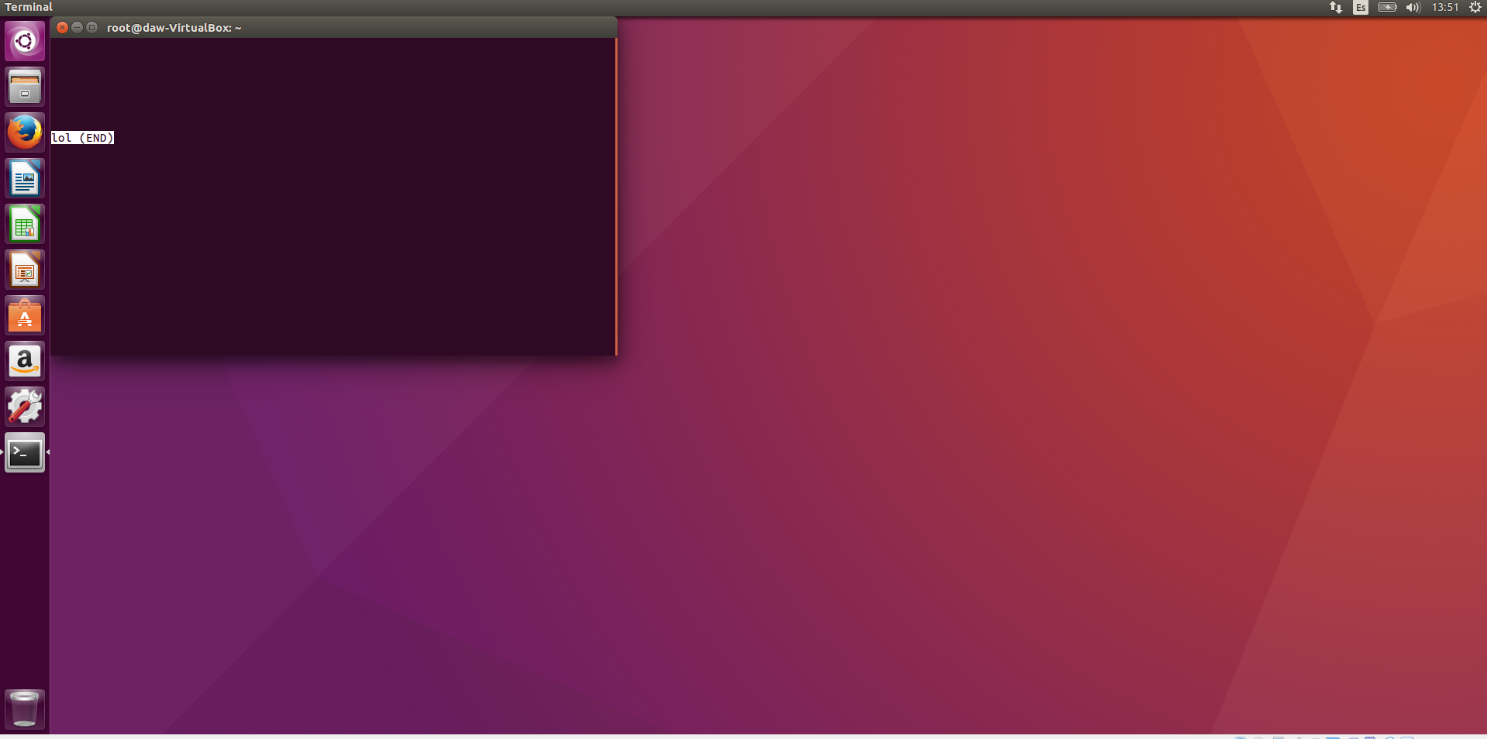 Terminal
Es
13:51
root@daw-VirtualBox: ~
lol (END)